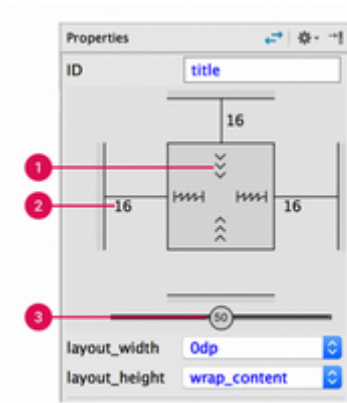 Properties
ID title
16
1
2 16 16
3 50
layout_width 0dp
layout_height wrap_content